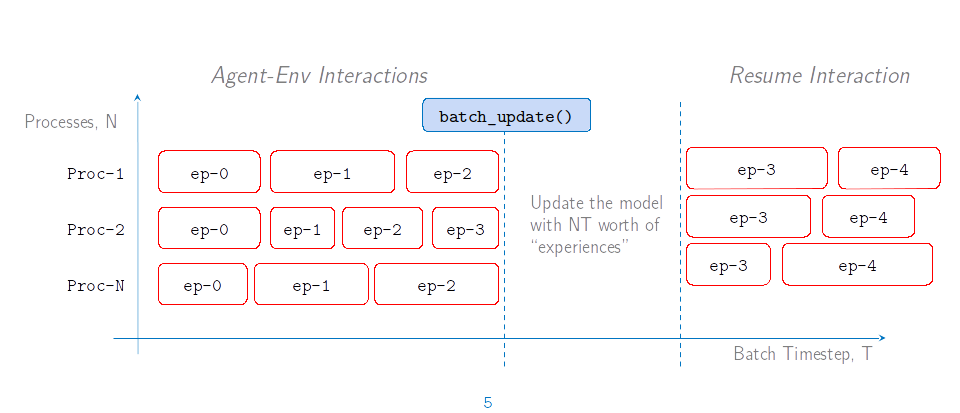 Agent-Env Interactions
Resume Interaction
batch_update()
Processes, N
Proc-1
ep-0
ep-1
ep-2
ep-3
ep-4
Proc-2
ep-0
ep-1
ep-2
ep-3
ep-3
ep-4
Update the model
with NT worth of
“experiences”
Proc-N
ep-0
ep-1
ep-2
ep-3
ep-4
Batch Timestep, T
5